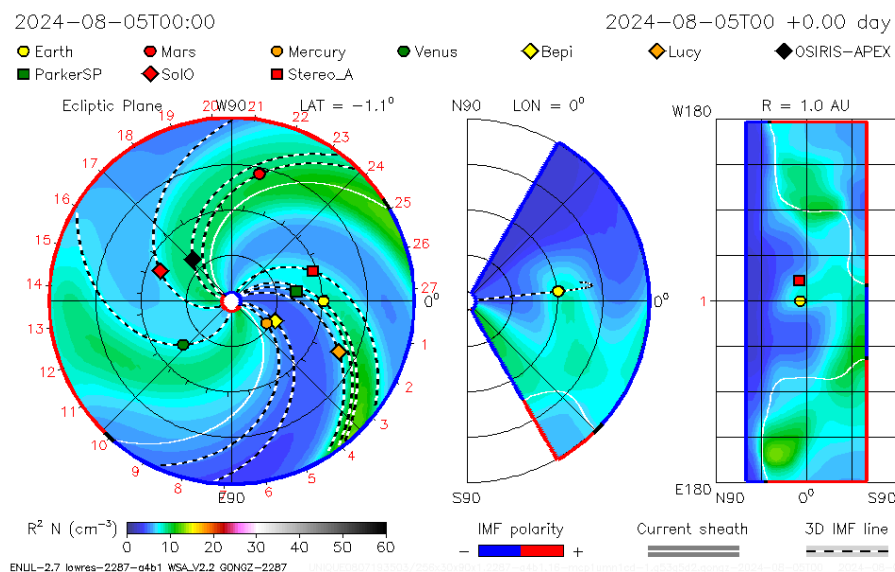 2024-08-05T00:00 2024-08-05T00 +0.00 day
Earth Mars Mercury Venus Bepi Lucy OSIRIS-APEX
ParkerSP SolO Stereo_A
Ecliptic Plane W90 LAT = -1.1° N90 LON = 0° W180 R = 1.0 AU
20 21
19 22
18 23
17 24
16 25
15 26
14 27 0° 0° 1
13 1
12 2
11 3
10 4
9 5
8 7 6
E90 S90 E180 N90 0° S90
R² N (cm⁻³)
0 10 20 30 40 50 60
IMF polarity
- +
Current sheath
3D IMF line
ENLIL-2.7 lowres-2287-a4b1 WSA_V2.2 GONGZ-2287